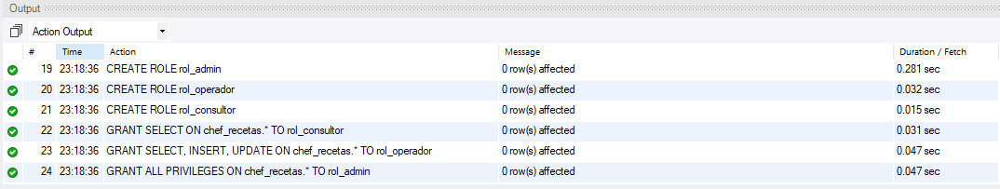 Output
Action Output
# Time Action Message Duration / Fetch
19 23:18:36 CREATE ROLE rol_admin 0 row(s) affected 0.281 sec
20 23:18:36 CREATE ROLE rol_operador 0 row(s) affected 0.032 sec
21 23:18:36 CREATE ROLE rol_consultor 0 row(s) affected 0.015 sec
22 23:18:36 GRANT SELECT ON chef_recetas.* TO rol_consultor 0 row(s) affected 0.031 sec
23 23:18:36 GRANT SELECT, INSERT, UPDATE ON chef_recetas.* TO rol_operador 0 row(s) affected 0.047 sec
24 23:18:36 GRANT ALL PRIVILEGES ON chef_recetas.* TO rol_admin 0 row(s) affected 0.047 sec